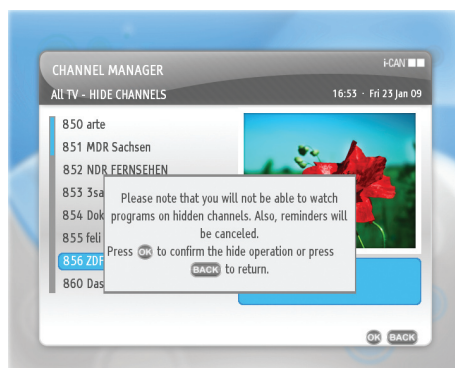 i-CAN
CHANNEL MANAGER
All TV - HIDE CHANNELS
16:53 · Fri 23 Jan 09
850 arte
851 MDR Sachsen
852 NDR FERNSEHEN
853 3sa
854 Dok
855 feli
856 ZDF
860 Das
Please note that you will not be able to watch
programs on hidden channels. Also, reminders will
be canceled.
Press OK to confirm the hide operation or press
BACK to return.
OK BACK